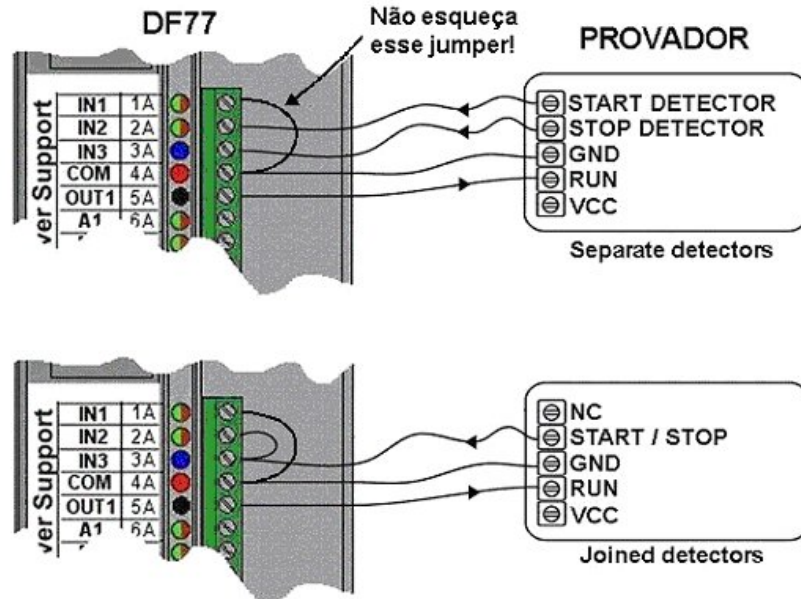 DF77
Não esqueça
esse jumper!
PROVADOR
ver Support
IN1 1A
IN2 2A
IN3 3A
COM 4A
OUT1 5A
A1 6A
START DETECTOR
STOP DETECTOR
GND
RUN
VCC
Separate detectors
ver Support
IN1 1A
IN2 2A
IN3 3A
COM 4A
OUT1 5A
A1 6A
NC
START / STOP
GND
RUN
VCC
Joined detectors